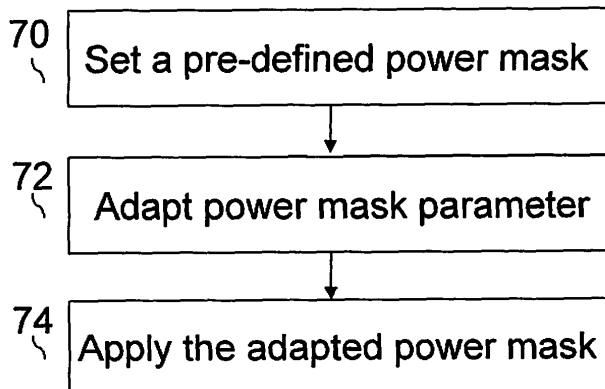 70
Set a pre-defined power mask
72
Adapt power mask parameter
74
Apply the adapted power mask